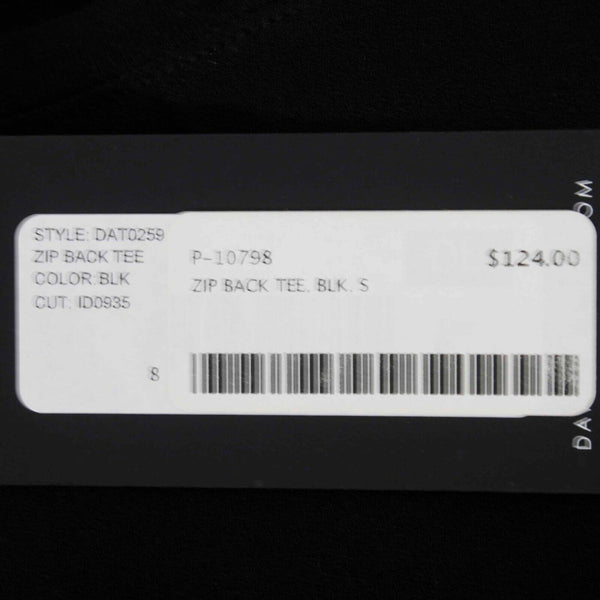 STYLE: DAT0259
ZIP BACK TEE
COLOR: BLK
CUT: ID0935
8
P-10798
$124.00
ZIP BACK TEE, BLK, S